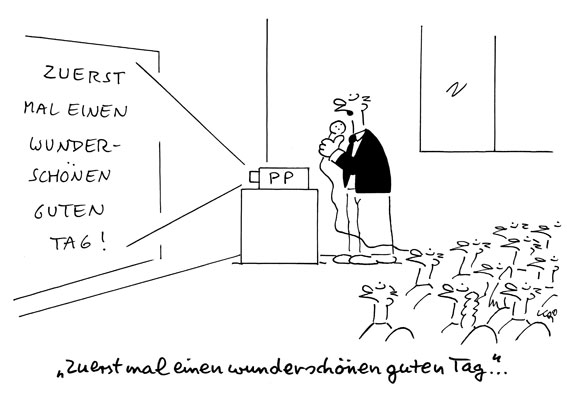 ZUERST
MAL EINEN
WUNDER-
SCHÖNEN
GUTEN
TAG!
PP
„Zuerst mal einen wunderschönen guten Tag“...